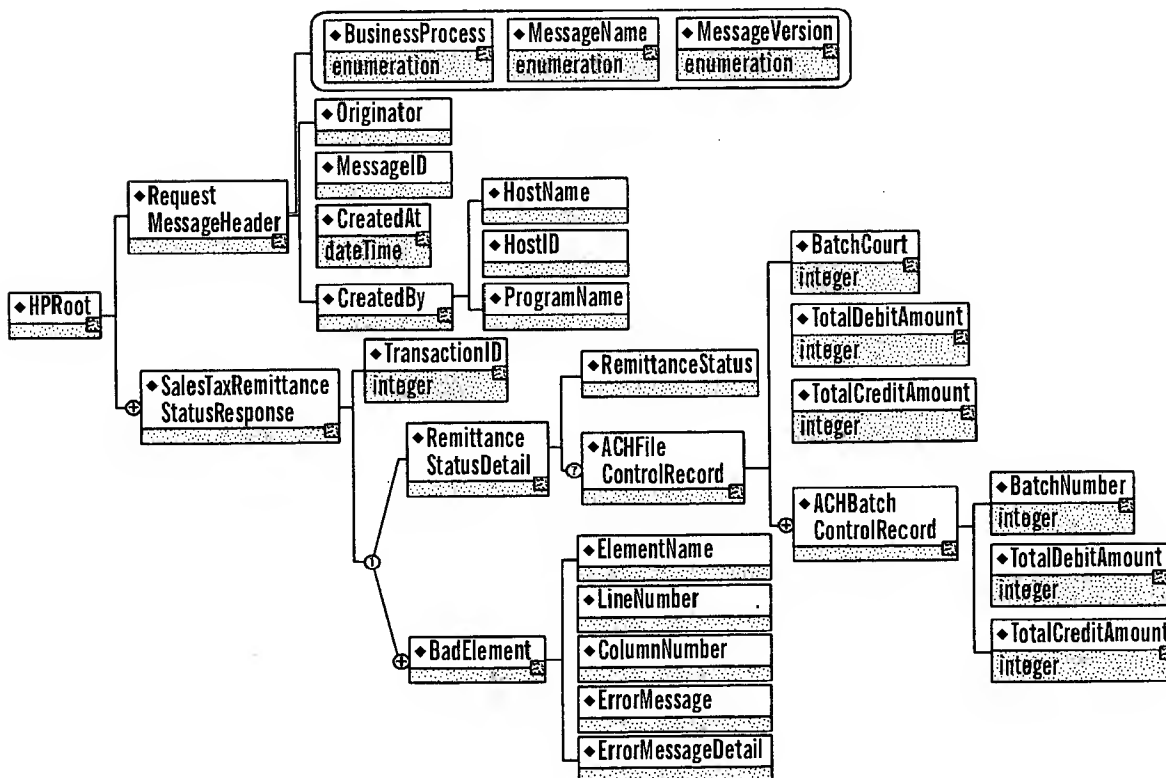 BusinessProcess
enumeration
MessageName
enumeration
MessageVersion
enumeration
Originator
MessageID
CreatedAt
dateTime
CreatedBy
HostName
HostID
ProgramName
Request
MessageHeader
HPRoot
SalesTaxRemittance
StatusResponse
TransactionID
integer
Remittance
StatusDetail
RemittanceStatus
ACHFile
ControlRecord
BatchCourt
integer
TotalDebitAmount
integer
TotalCreditAmount
integer
ACHBatch
ControlRecord
BatchNumber
integer
TotalDebitAmount
integer
TotalCreditAmount
integer
BadElement
ElementName
LineNumber
ColumnNumber
ErrorMessage
ErrorMessageDetail